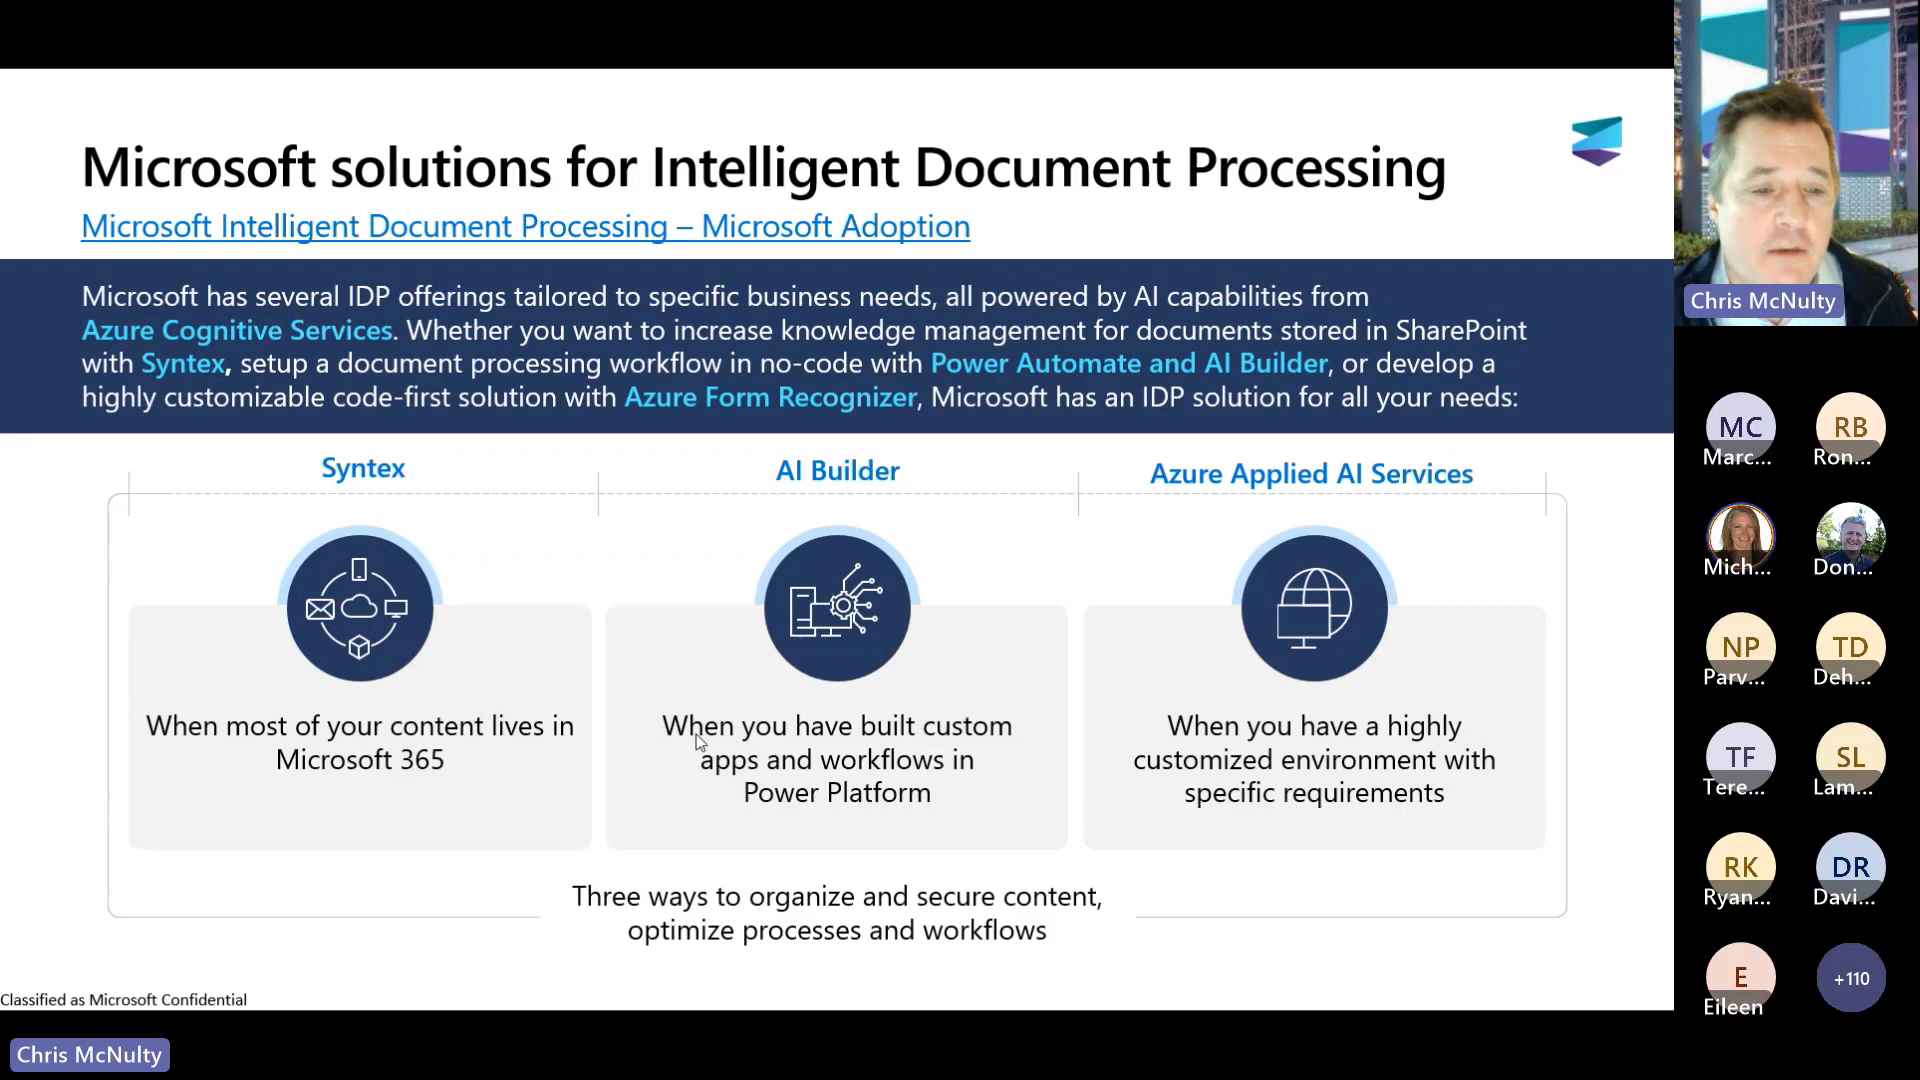 Microsoft solutions for Intelligent Document Processing
Microsoft Intelligent Document Processing – Microsoft Adoption
Microsoft has several IDP offerings tailored to specific business needs, all powered by AI capabilities from
Azure Cognitive Services. Whether you want to increase knowledge management for documents stored in SharePoint
with Syntex, setup a document processing workflow in no-code with Power Automate and AI Builder, or develop a
highly customizable code-first solution with Azure Form Recognizer, Microsoft has an IDP solution for all your needs:
Syntex
When most of your content lives in
Microsoft 365
AI Builder
When you have built custom
apps and workflows in
Power Platform
Azure Applied AI Services
When you have a highly
customized environment with
specific requirements
Three ways to organize and secure content,
optimize processes and workflows
Classified as Microsoft Confidential
Chris McNulty
Chris McNulty
MC
Marc...
RB
Ron...
Mich...
Don...
NP
Parv...
TD
Deh...
TF
Tere...
SL
Lam...
RK
Ryan...
DR
Davi...
E
Eileen
+110